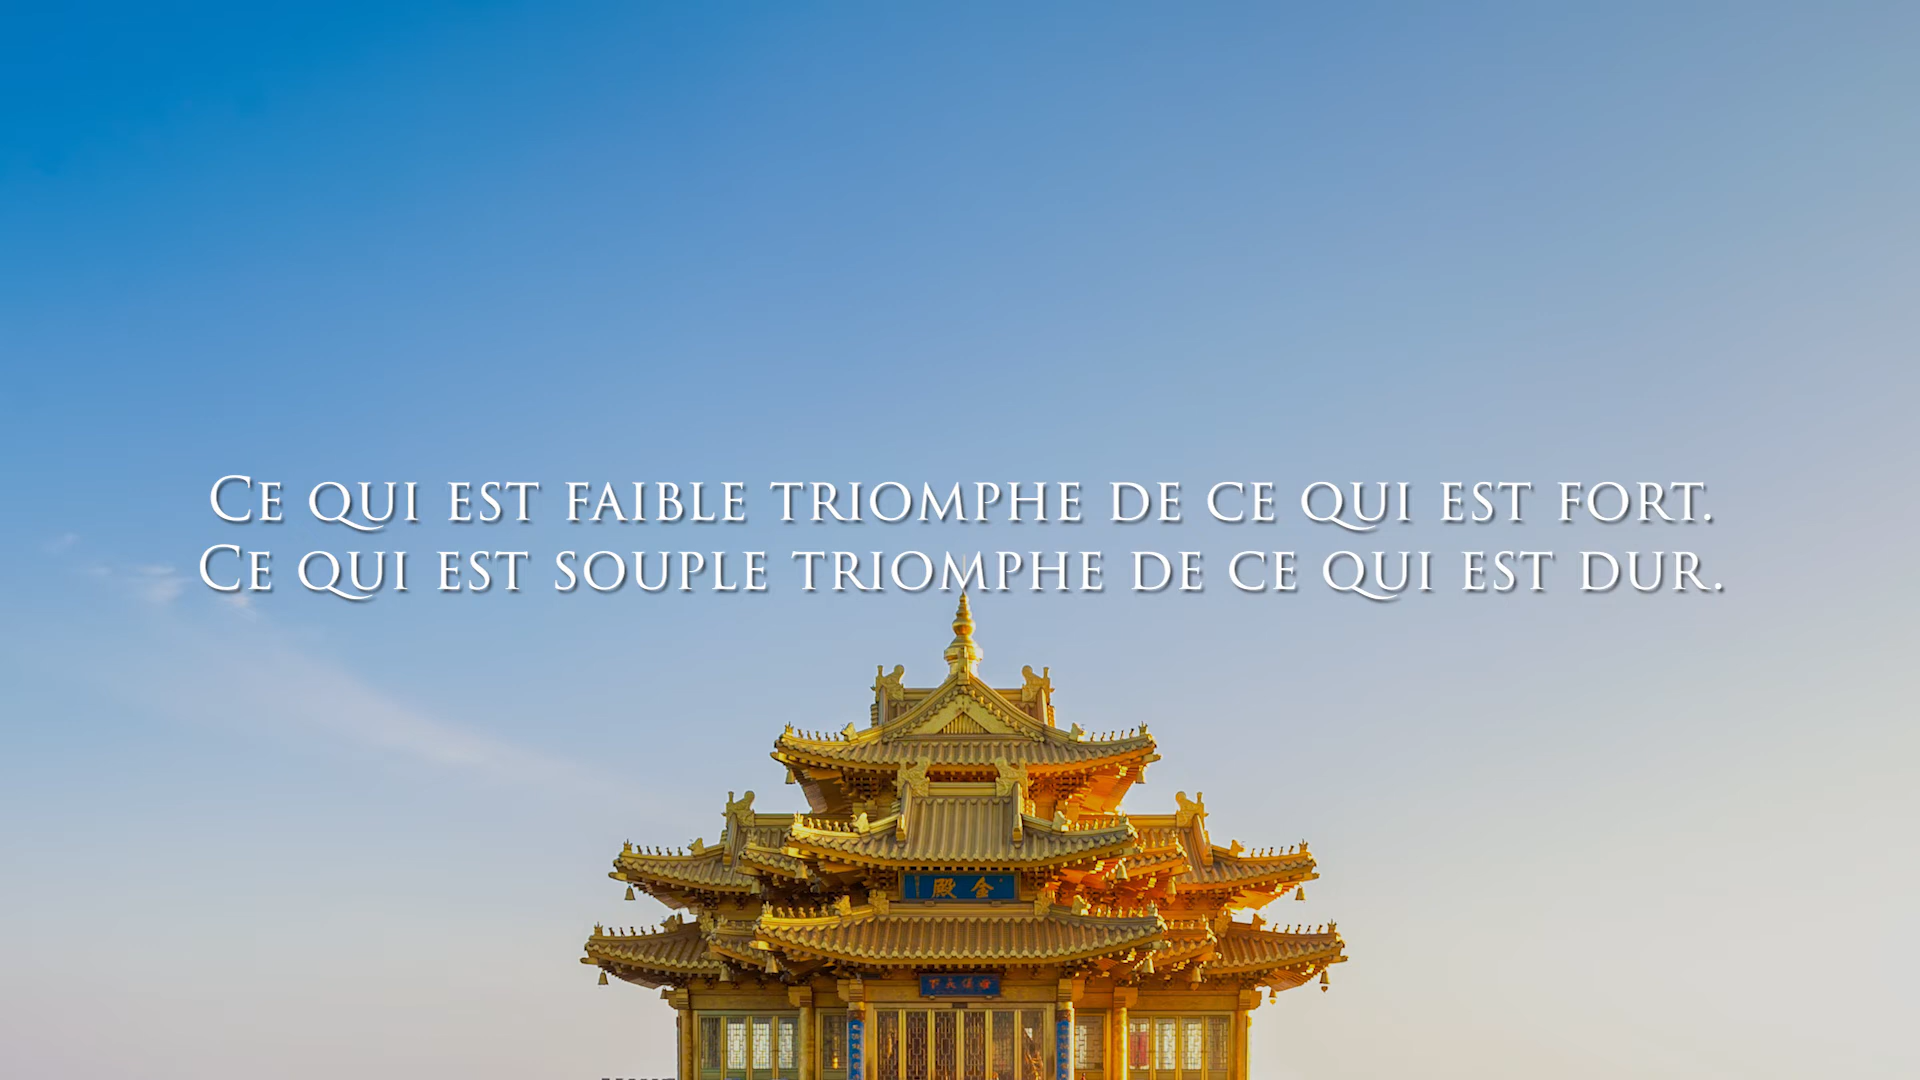 Ce qui est faible triomphe de ce qui est fort.
Ce qui est souple triomphe de ce qui est dur.
金殿